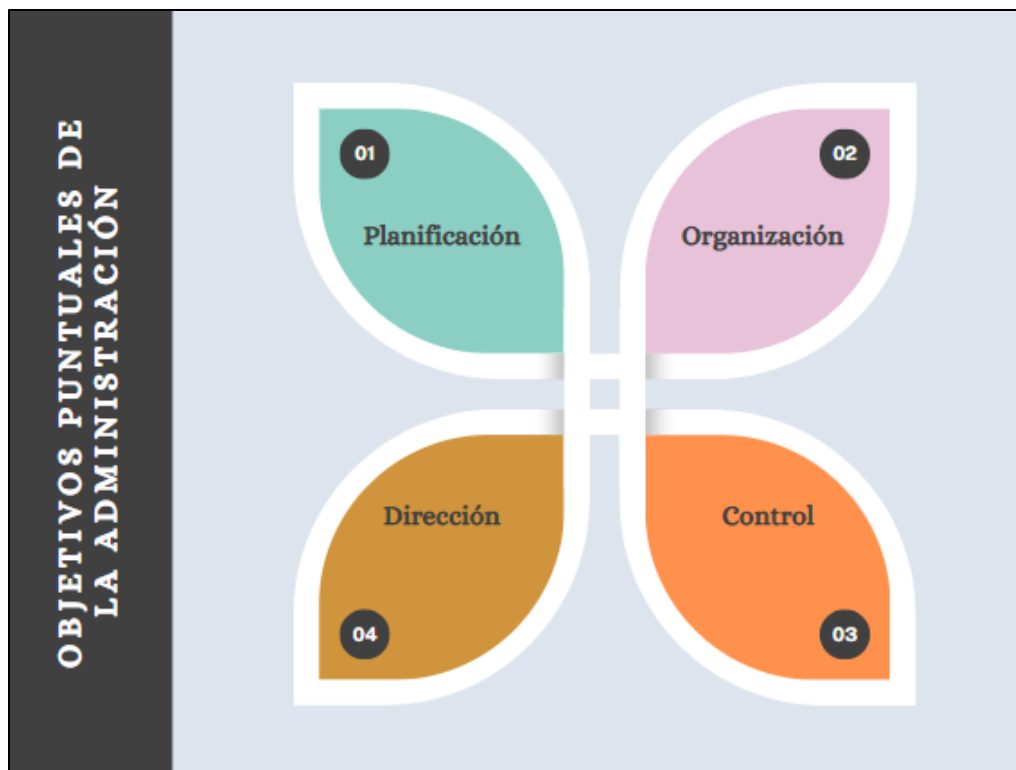 OBJETIVOS PUNTUALES DE
LA ADMINISTRACIÓN
01
Planificación
02
Organización
Dirección
04
Control
03